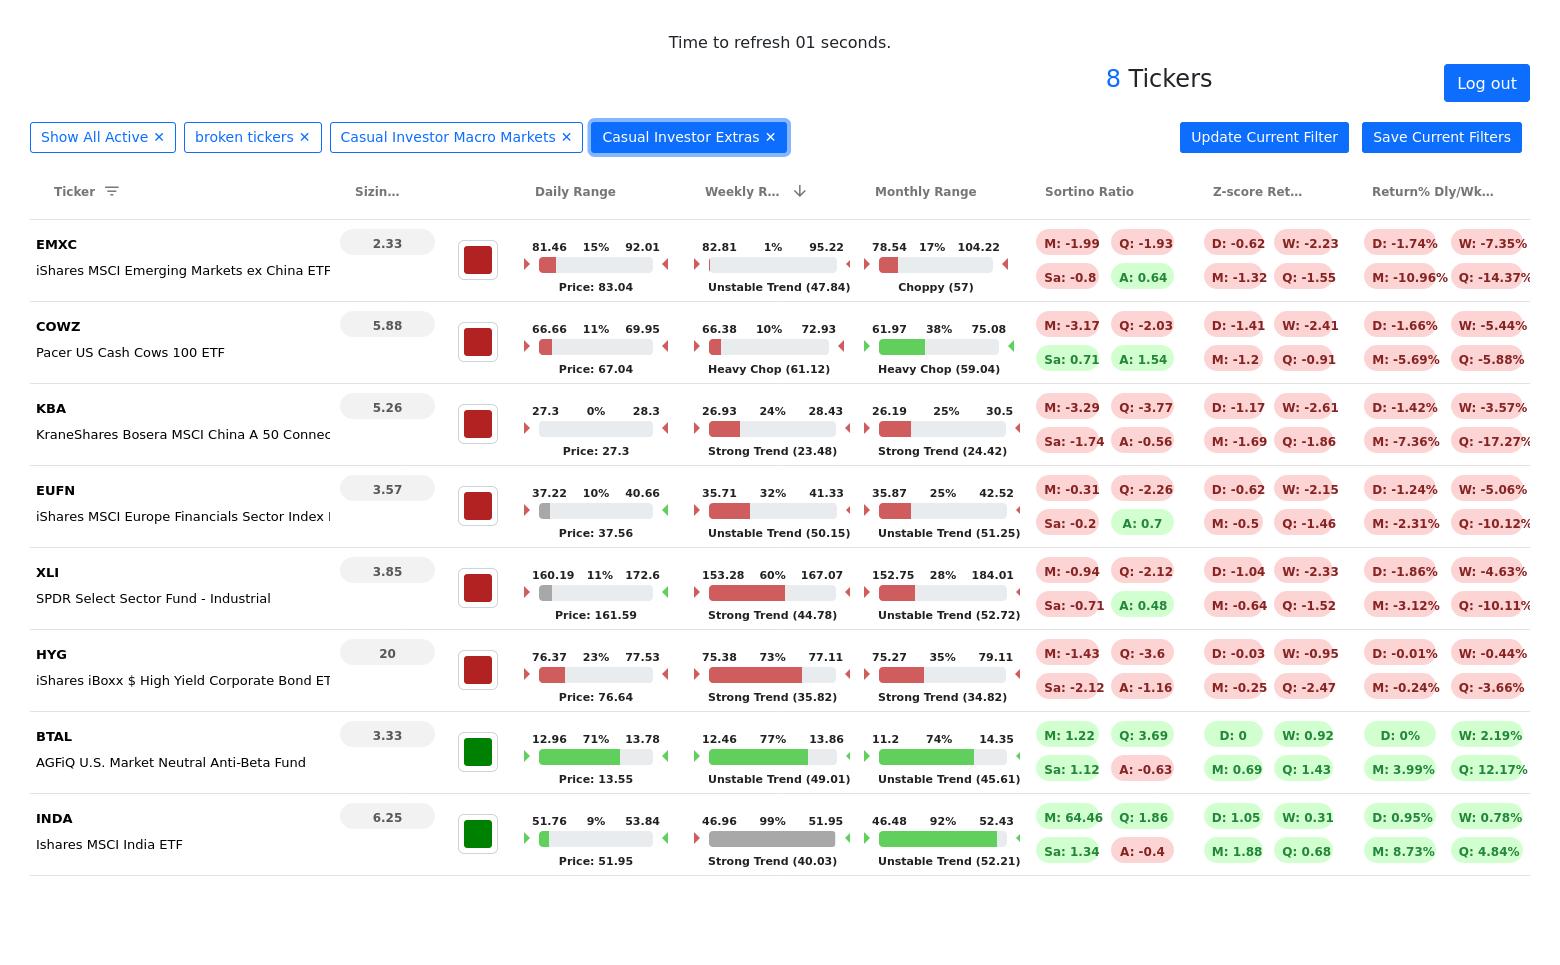 Time to refresh 01 seconds.
8 Tickers
Log out
Show All Active ✕ broken tickers ✕ Casual Investor Macro Markets ✕ Casual Investor Extras ✕ Update Current Filter Save Current Filters
Ticker Sizin... Daily Range Weekly R... Monthly Range Sortino Ratio Z-score Ret... Return% Dly/Wk...
EMXC 2.33 81.46 15% 92.01 82.81 1% 95.22 78.54 17% 104.22 M: -1.99 Q: -1.93 D: -0.62 W: -2.23 D: -1.74% W: -7.35%
iShares MSCI Emerging Markets ex China ETF Sa: -0.8 A: 0.64 M: -1.32 Q: -1.55 M: -10.96% Q: -14.37%
Price: 83.04 Unstable Trend (47.84) Choppy (57)
COWZ 5.88 66.66 11% 69.95 66.38 10% 72.93 61.97 38% 75.08 M: -3.17 Q: -2.03 D: -1.41 W: -2.41 D: -1.66% W: -5.44%
Pacer US Cash Cows 100 ETF Sa: 0.71 A: 1.54 M: -1.2 Q: -0.91 M: -5.69% Q: -5.88%
Price: 67.04 Heavy Chop (61.12) Heavy Chop (59.04)
KBA 5.26 27.3 0% 28.3 26.93 24% 28.43 26.19 25% 30.5 M: -3.29 Q: -3.77 D: -1.17 W: -2.61 D: -1.42% W: -3.57%
KraneShares Bosera MSCI China A 50 Connec Sa: -1.74 A: -0.56 M: -1.69 Q: -1.86 M: -7.36% Q: -17.27%
Price: 27.3 Strong Trend (23.48) Strong Trend (24.42)
EUFN 3.57 37.22 10% 40.66 35.71 32% 41.33 35.87 25% 42.52 M: -0.31 Q: -2.26 D: -0.62 W: -2.15 D: -1.24% W: -5.06%
iShares MSCI Europe Financials Sector Index Sa: -0.2 A: 0.7 M: -0.5 Q: -1.46 M: -2.31% Q: -10.12%
Price: 37.56 Unstable Trend (50.15) Unstable Trend (51.25)
XLI 3.85 160.19 11% 172.6 153.28 60% 167.07 152.75 28% 184.01 M: -0.94 Q: -2.12 D: -1.04 W: -2.33 D: -1.86% W: -4.63%
SPDR Select Sector Fund - Industrial Sa: -0.71 A: 0.48 M: -0.64 Q: -1.52 M: -3.12% Q: -10.11%
Price: 161.59 Strong Trend (44.78) Unstable Trend (52.72)
HYG 20 76.37 23% 77.53 75.38 73% 77.11 75.27 35% 79.11 M: -1.43 Q: -3.6 D: -0.03 W: -0.95 D: -0.01% W: -0.44%
iShares iBoxx $ High Yield Corporate Bond ET Sa: -2.12 A: -1.16 M: -0.25 Q: -2.47 M: -0.24% Q: -3.66%
Price: 76.64 Strong Trend (35.82) Strong Trend (34.82)
BTAL 3.33 12.96 71% 13.78 12.46 77% 13.86 11.2 74% 14.35 M: 1.22 Q: 3.69 D: 0 W: 0.92 D: 0% W: 2.19%
AGFiQ U.S. Market Neutral Anti-Beta Fund Sa: 1.12 A: -0.63 M: 0.69 Q: 1.43 M: 3.99% Q: 12.17%
Price: 13.55 Unstable Trend (49.01) Unstable Trend (45.61)
INDA 6.25 51.76 9% 53.84 46.96 99% 51.95 46.48 92% 52.43 M: 64.46 Q: 1.86 D: 1.05 W: 0.31 D: 0.95% W: 0.78%
Ishares MSCI India ETF Sa: 1.34 A: -0.4 M: 1.88 Q: 0.68 M: 8.73% Q: 4.84%
Price: 51.95 Strong Trend (40.03) Unstable Trend (52.21)